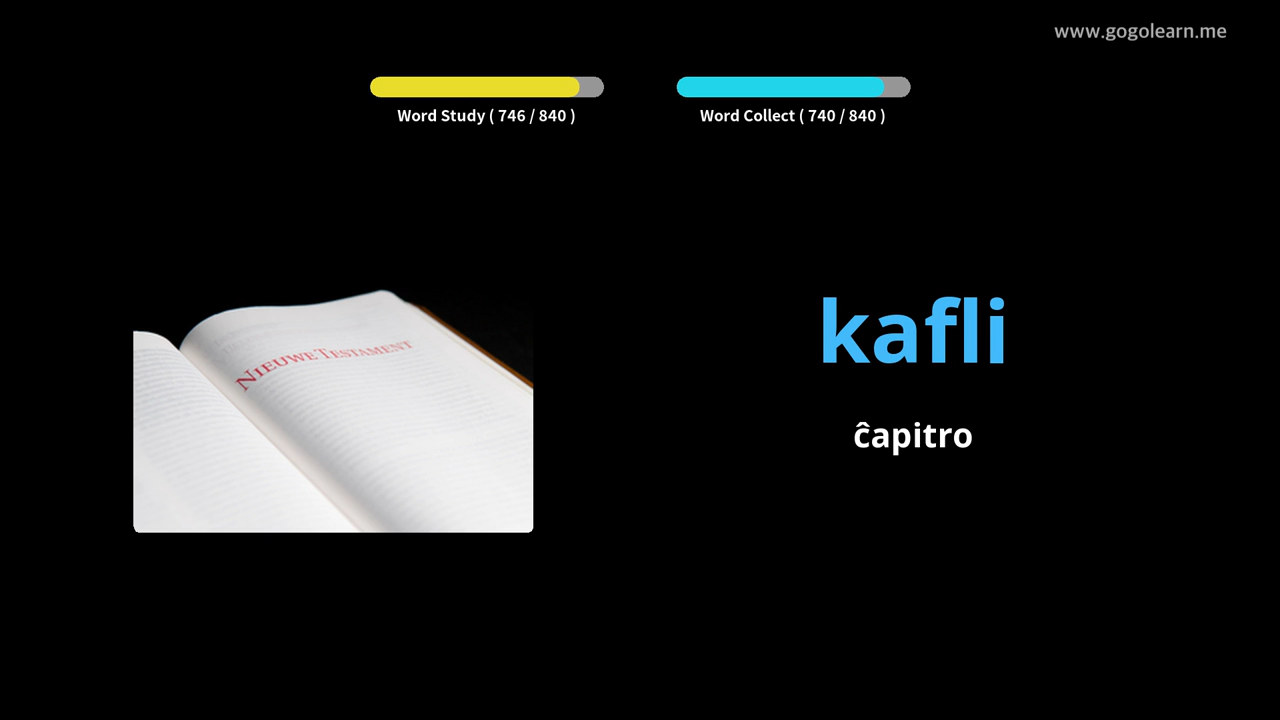 www.gogolearn.me
Word Study ( 746 / 840 )
Word Collect ( 740 / 840 )
NIEUWE TESTAMENT
kafli
ĉapitro